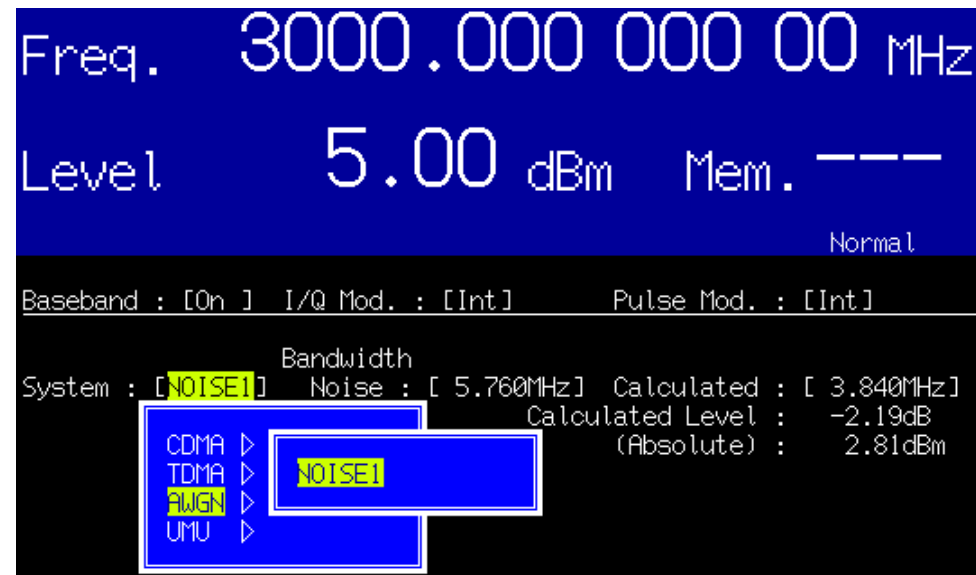 Freq. 3000.000 000 00 MHz
Level 5.00 dBm Mem. ---
Normal
Baseband : [On ] I/Q Mod. : [Int] Pulse Mod. : [Int]
Bandwidth
System : [NOISE1] Noise : [ 5.760MHz] Calculated : [ 3.840MHz]
Calculated Level : -2.19dB
CDMA ▷ (Absolute) : 2.81dBm
TDMA ▷ NOISE1
AWGN ▷
UMU ▷